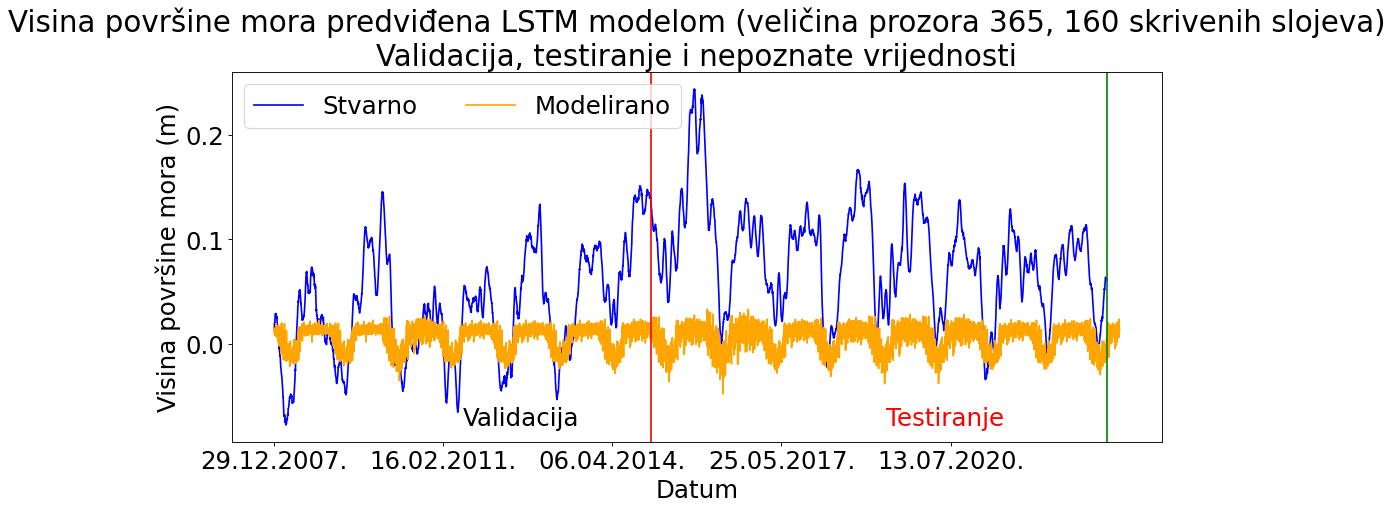 Visina površine mora predviđena LSTM modelom (veličina prozora 365, 160 skrivenih slojeva)
Validacija, testiranje i nepoznate vrijednosti
Stvarno
Modelirano
Visina površine mora (m)
0.2
0.1
0.0
Validacija
Testiranje
29.12.2007.
16.02.2011.
06.04.2014.
25.05.2017.
13.07.2020.
Datum